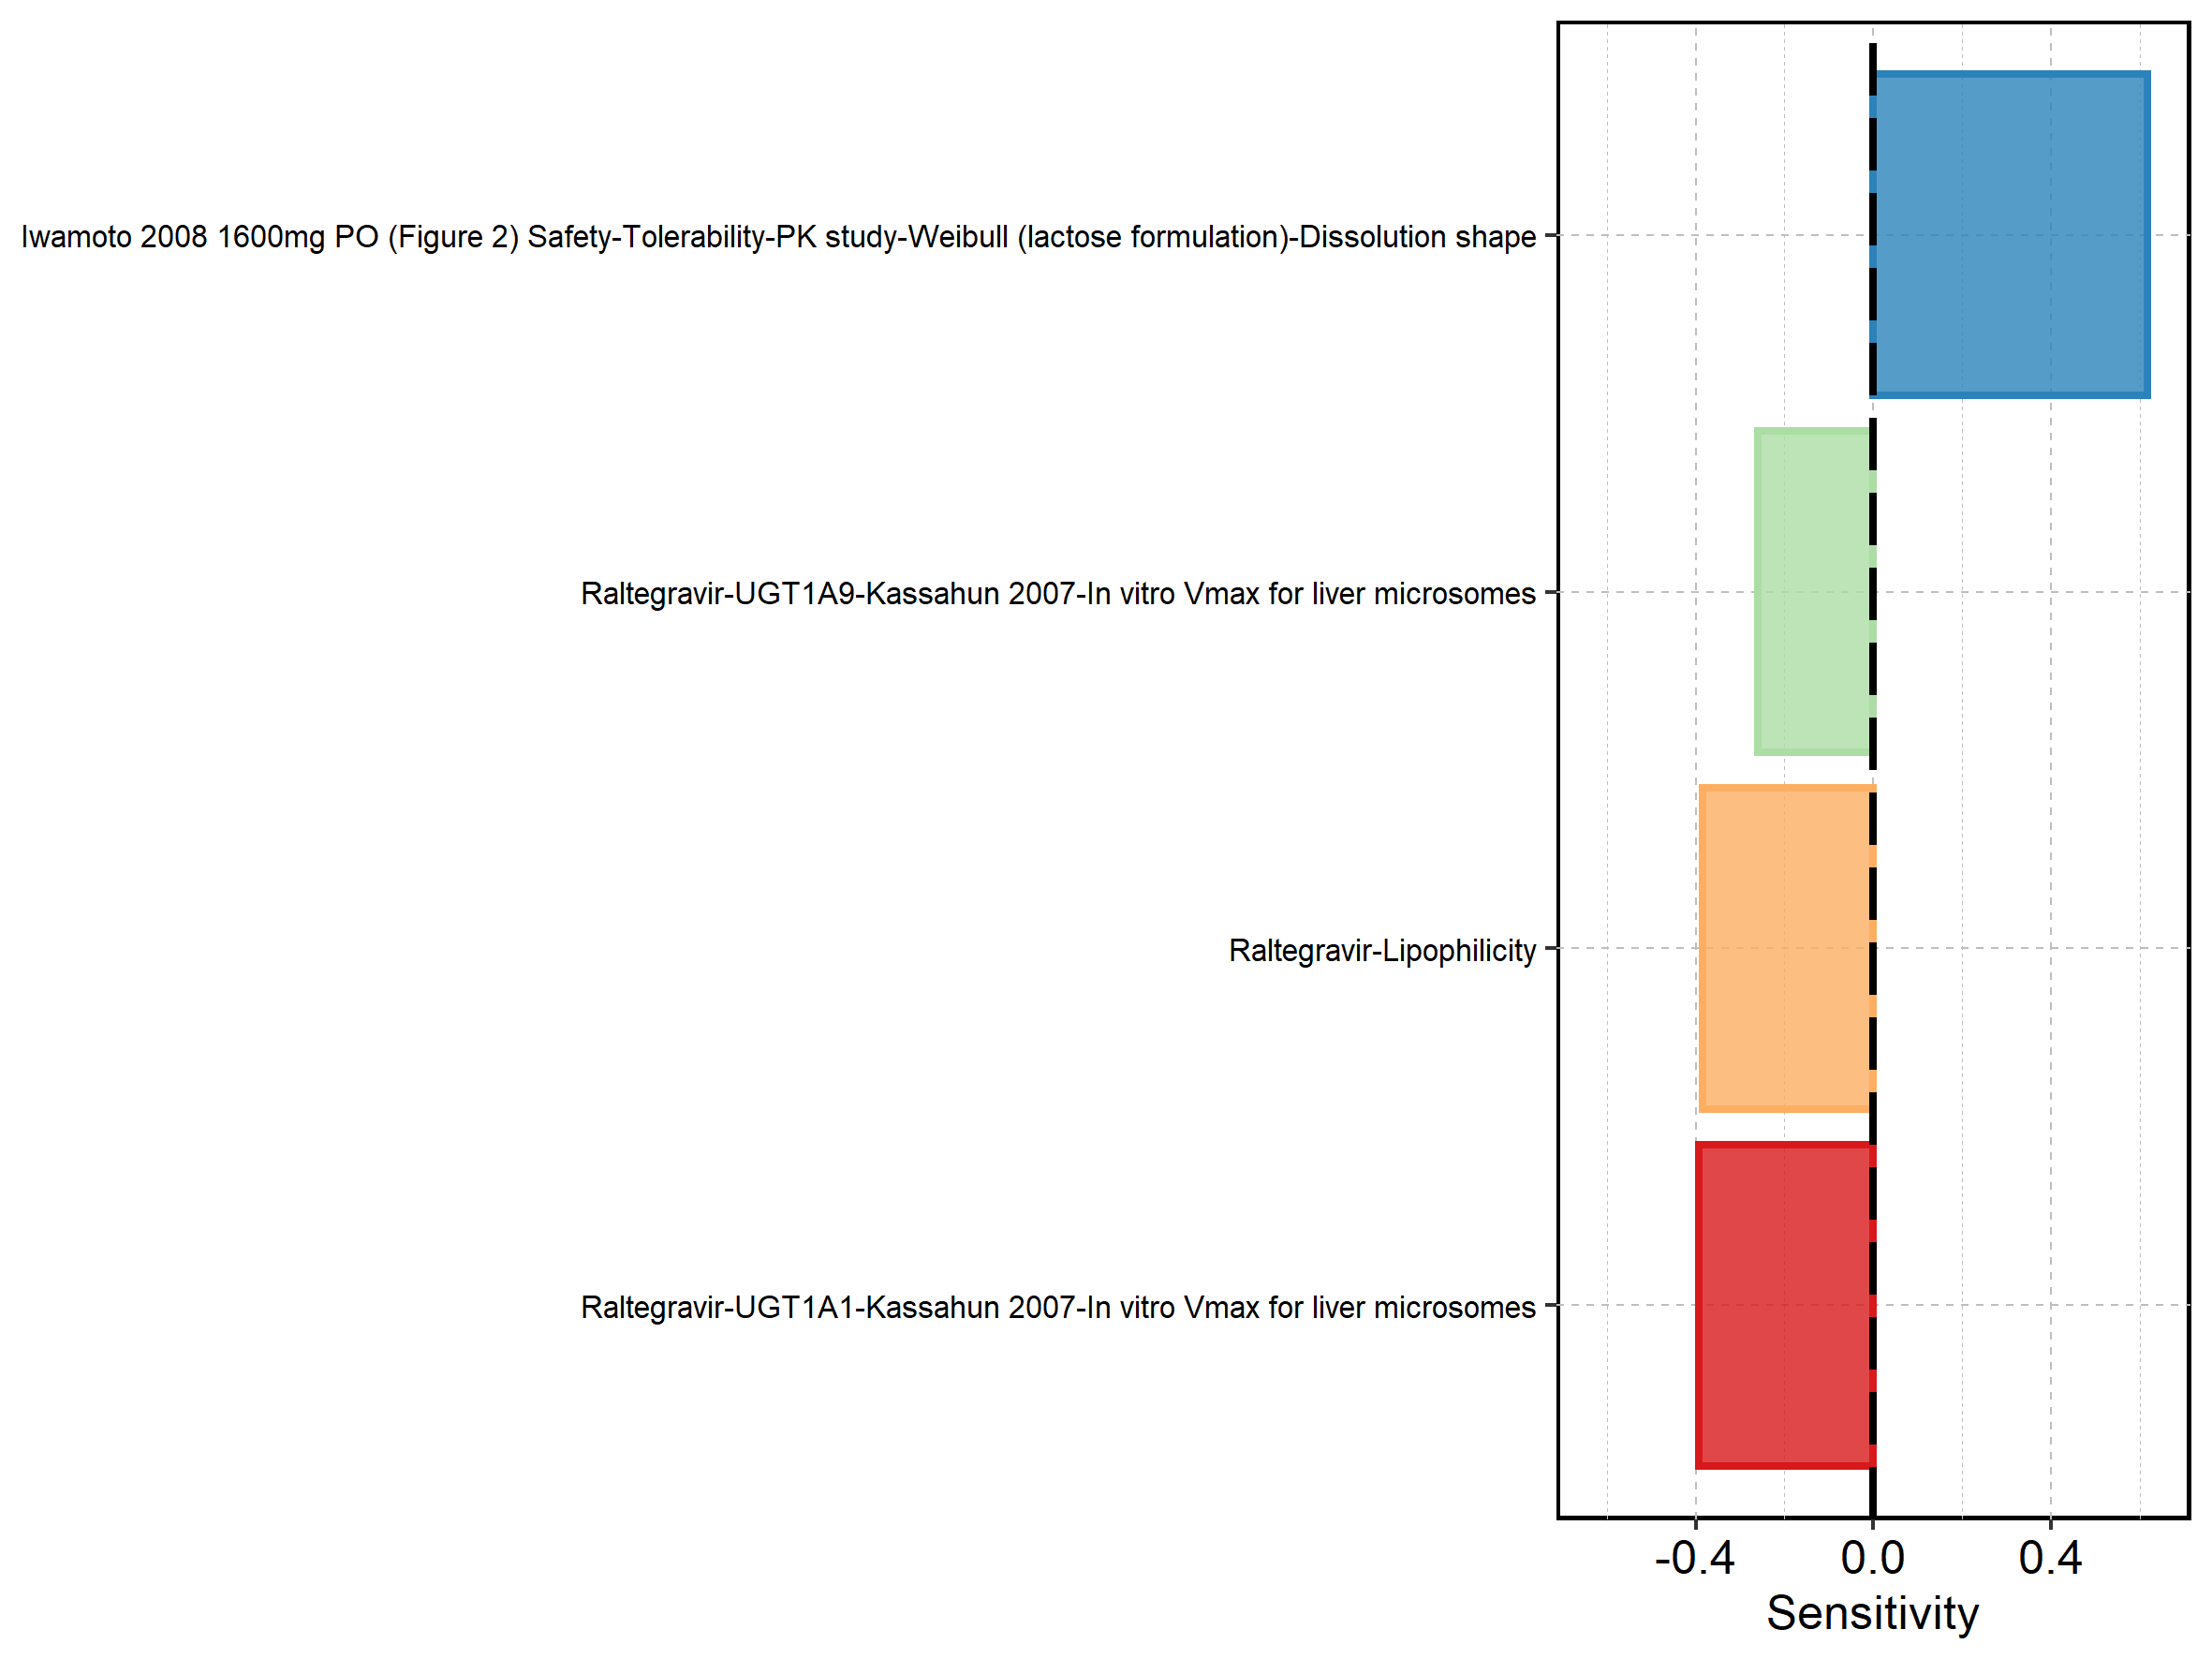 Iwamoto 2008 1600mg PO (Figure 2) Safety-Tolerability-PK study-Weibull (lactose formulation)-Dissolution shape
Raltegravir-UGT1A9-Kassahun 2007-In vitro Vmax for liver microsomes
Raltegravir-Lipophilicity
Raltegravir-UGT1A1-Kassahun 2007-In vitro Vmax for liver microsomes
-0.4 0.0 0.4
Sensitivity